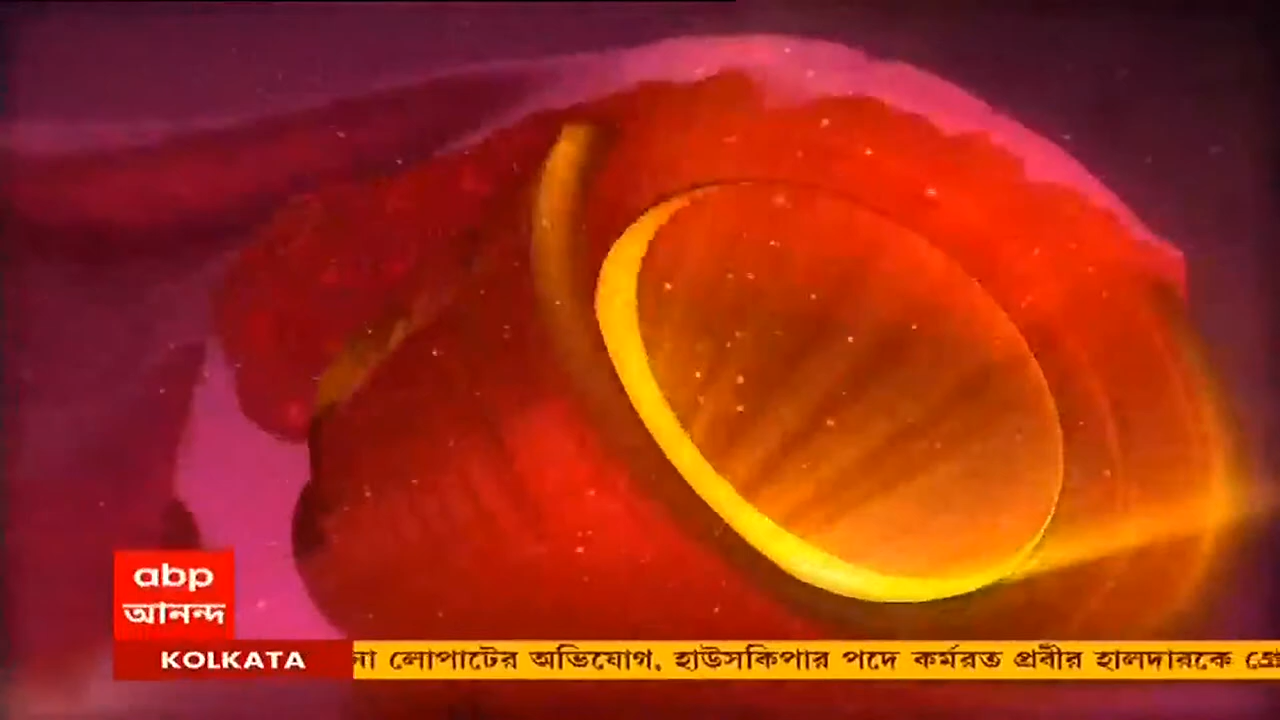 abp
আনন্দ
KOLKATA
না লোপাটের অভিযোগ, হাউসকিপার পদে কর্মরত প্রবীর হালদারকে